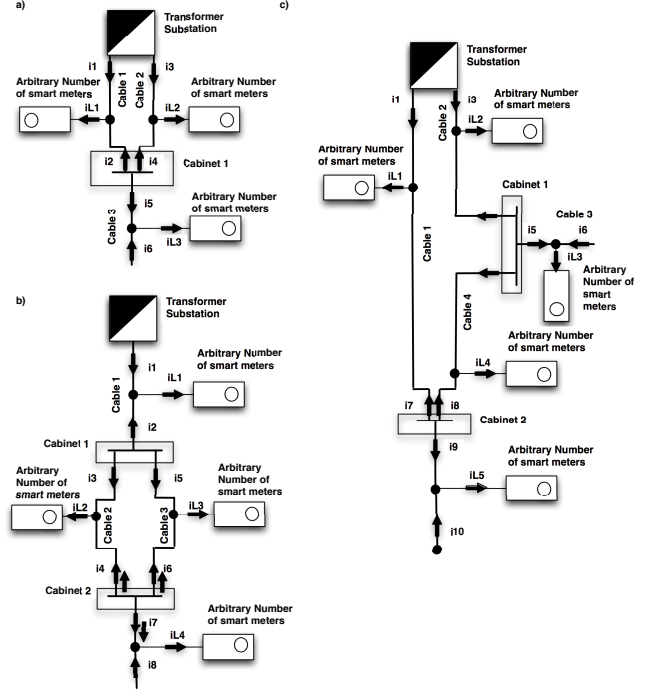 a)
Transformer
Substation
i1
i3
Cable 1
Cable 2
Arbitrary Number
of smart meters
iL1
Arbitrary Number
of smart meters
iL2
i2
i4
Cabinet 1
i5
Cable 3
Arbitrary Number
of smart meters
iL3
i6
b)
Transformer
Substation
i1
Cable 1
Arbitrary Number
of smart meters
iL1
i2
Cabinet 1
i3
i5
Arbitrary
Number of
smart meters
iL2
Cable 2
Cable 3
Arbitrary
Number of
smart meters
iL3
i4
i6
Cabinet 2
i7
Arbitrary Number
of smart meters
iL4
i8
c)
Transformer
Substation
i1
i3
Cable 2
Arbitrary Number
of smart meters
iL2
Arbitrary Number
of smart meters
iL1
Cable 1
Cabinet 1
Cable 3
i5
i6
iL3
Arbitrary
Number of
smart
meters
Cable 4
Arbitrary Number
of smart meters
iL4
i7
i8
Cabinet 2
i9
Arbitrary Number
of smart meters
iL5
i10